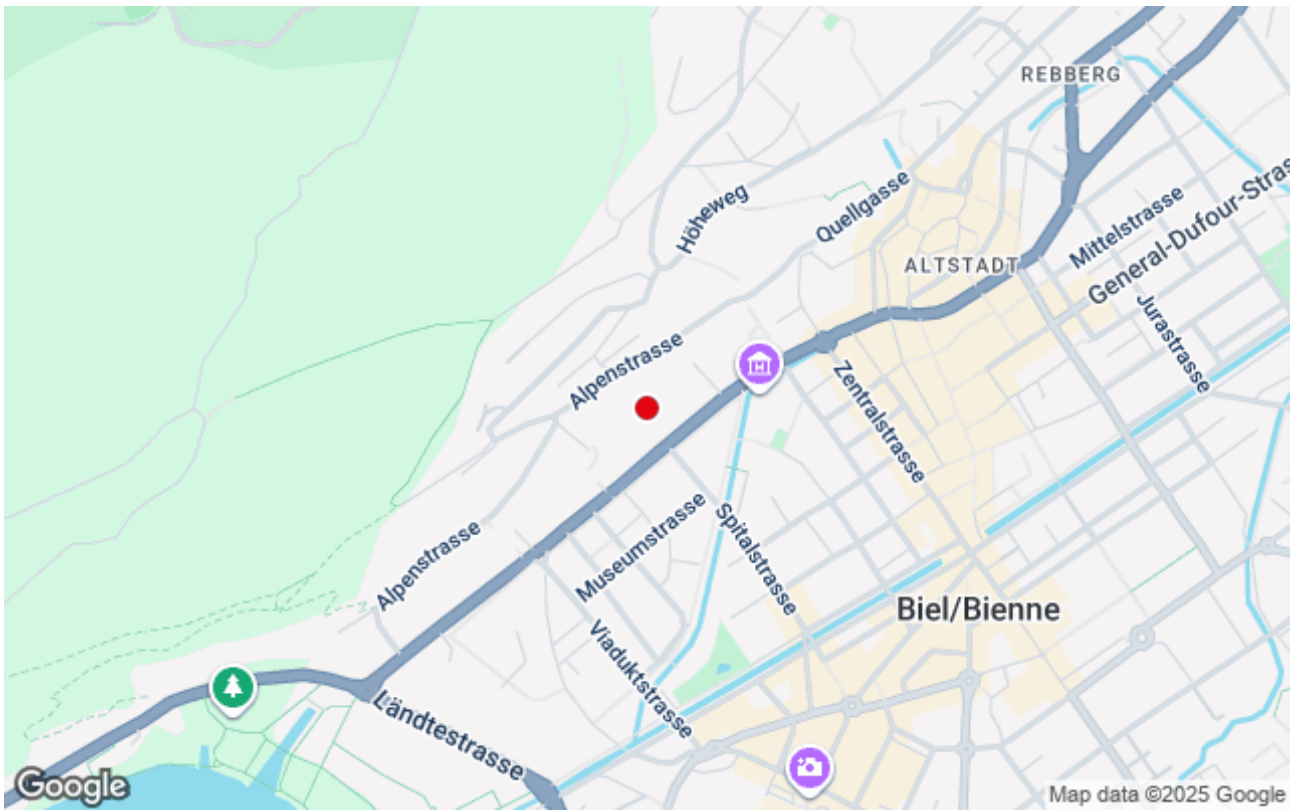 REBBERG
Höheweg
Quellgasse
Mittelstrasse
General-Dufour-Stras
ALTSTADT
Jurastrasse
Alpenstrasse
Zentralstrasse
Museumstrasse
Spitalstrasse
Alpenstrasse
Biel/Bienne
Viaduktstrasse
Ländtestrasse
Google
Map data ©2025 Google